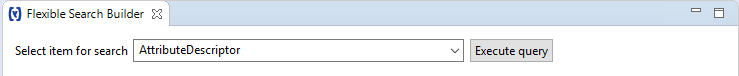 Flexible Search Builder
Select item for search AttributeDescriptor Execute query